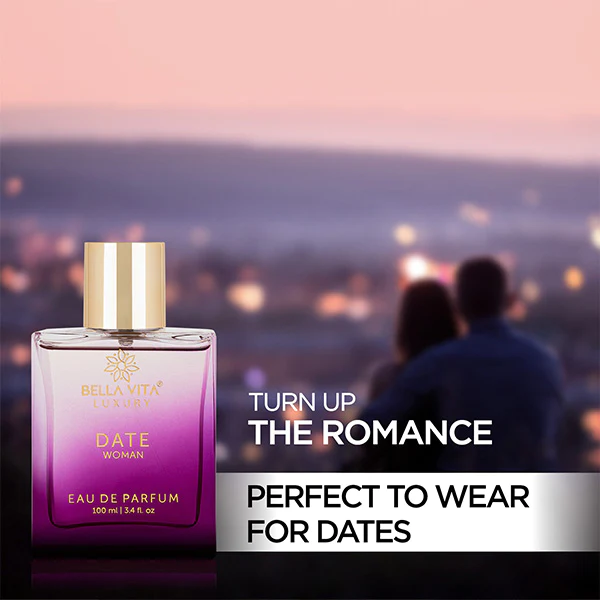 BELLA VITA®
LUXURY
DATE
WOMAN
EAU DE PARFUM
100 ml | 3.4 fl. oz
TURN UP
THE ROMANCE
PERFECT TO WEAR
FOR DATES